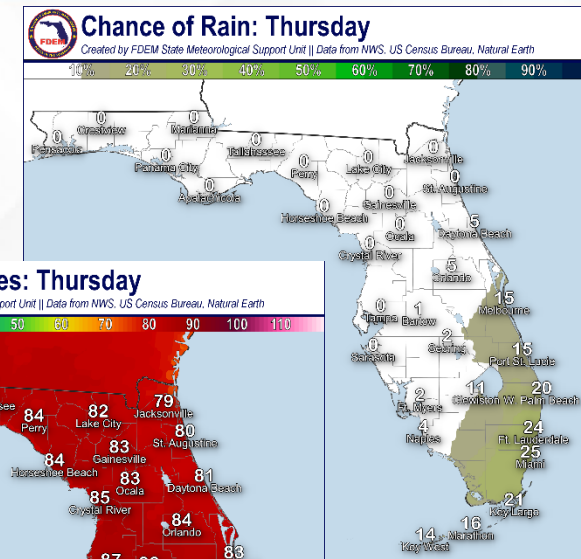 FDEM
Chance of Rain: Thursday
Created by FDEM State Meteorological Support Unit || Data from NWS, US Census Bureau, Natural Earth
10% 20% 30% 40% 50% 60% 70% 80% 90%
0
Crestview
0
Marianna
0
Pensacola
0
Tallahassee
0
Panama City
0
Perry
0
Lake City
0
Jacksonville
0
Apalachicola
0
St. Augustine
0
Gainesville
0
Horseshoe Beach
0
Ocala
5
Daytona Beach
0
Crystal River
5
Orlando
15
Melbourne
0
Tampa
1
Bartow
2
Sebring
0
Sarasota
15
Port St. Lucie
11
Clewiston
20
W. Palm Beach
2
Ft. Myers
4
Naples
24
Ft. Lauderdale
25
Miami
21
Key Largo
16
Marathon
14
Key West
es: Thursday
port Unit || Data from NWS, US Census Bureau, Natural Earth
50 60 70 80 90 100 110
see
84
Perry
82
Lake City
79
Jacksonville
80
St. Augustine
83
Gainesville
84
Horseshoe Beach
83
Ocala
81
Daytona Beach
85
Crystal River
84
Orlando
83
87